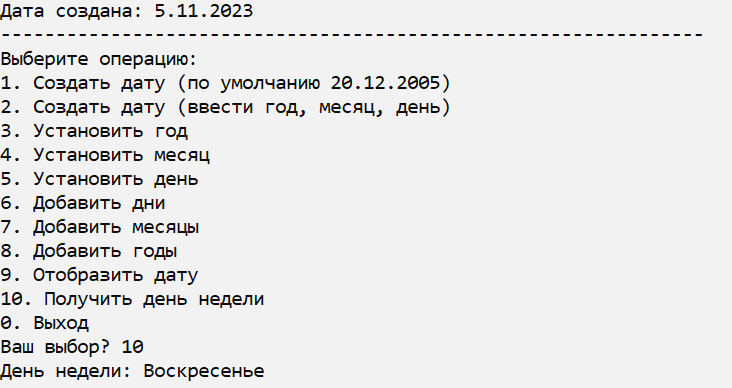 Дата создана: 5.11.2023
----------------------------------------------------------------
Выберите операцию:
1. Создать дату (по умолчанию 20.12.2005)
2. Создать дату (ввести год, месяц, день)
3. Установить год
4. Установить месяц
5. Установить день
6. Добавить дни
7. Добавить месяцы
8. Добавить годы
9. Отобразить дату
10. Получить день недели
0. Выход
Ваш выбор? 10
День недели: Воскресенье